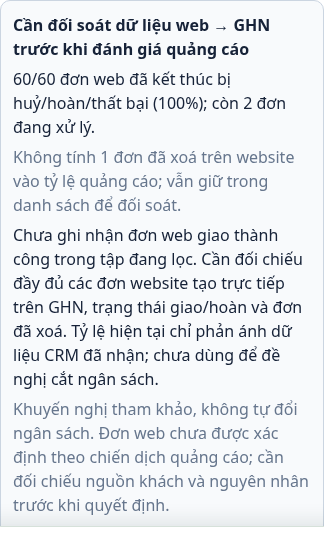 Cần đối soát dữ liệu web → GHN
trước khi đánh giá quảng cáo
60/60 đơn web đã kết thúc bị
huỷ/hoàn/thất bại (100%); còn 2 đơn
đang xử lý.
Không tính 1 đơn đã xoá trên website
vào tỷ lệ quảng cáo; vẫn giữ trong
danh sách để đối soát.
Chưa ghi nhận đơn web giao thành
công trong tập đang lọc. Cần đối chiếu
đầy đủ các đơn website tạo trực tiếp
trên GHN, trạng thái giao/hoàn và đơn
đã xoá. Tỷ lệ hiện tại chỉ phản ánh dữ
liệu CRM đã nhận; chưa dùng để đề
nghị cắt ngân sách.
Khuyến nghị tham khảo, không tự đổi
ngân sách. Đơn web chưa được xác
định theo chiến dịch quảng cáo; cần
đối chiếu nguồn khách và nguyên nhân
trước khi quyết định.